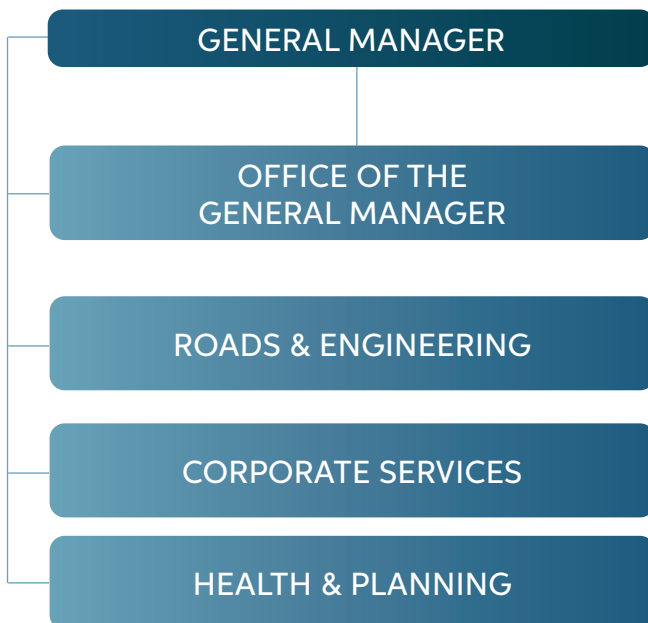 GENERAL MANAGER
OFFICE OF THE
GENERAL MANAGER
ROADS & ENGINEERING
CORPORATE SERVICES
HEALTH & PLANNING